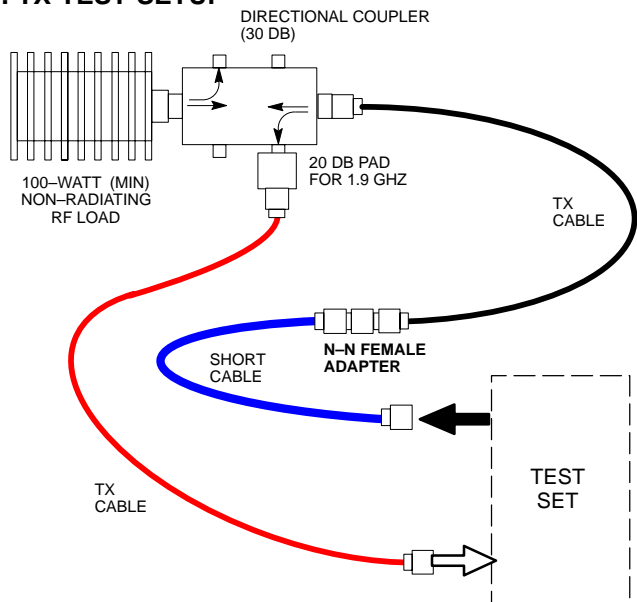 TX TEST SETUP
DIRECTIONAL COUPLER
(30 DB)
100–WATT (MIN)
NON–RADIATING
RF LOAD
20 DB PAD
FOR 1.9 GHZ
TX
CABLE
SHORT
CABLE
N–N FEMALE
ADAPTER
TEST
SET
TX
CABLE